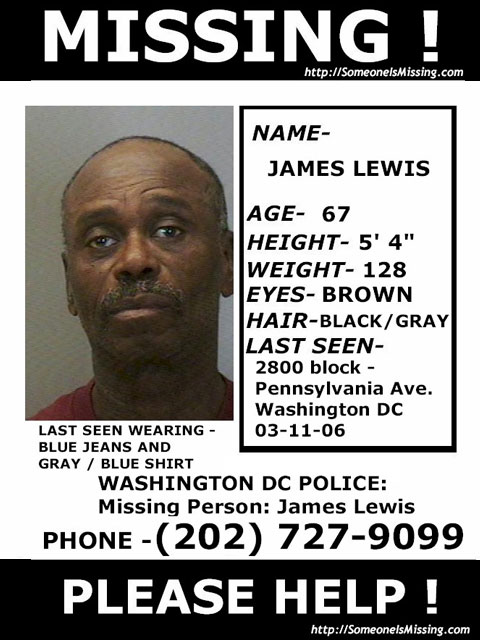 MISSING !
http://SomeoneIsMissing.com
NAME-
JAMES LEWIS
AGE- 67
HEIGHT- 5' 4"
WEIGHT- 128
EYES- BROWN
HAIR-BLACK/GRAY
LAST SEEN-
2800 block -
Pennsylvania Ave.
Washington DC
03-11-06
LAST SEEN WEARING -
BLUE JEANS AND
GRAY / BLUE SHIRT
WASHINGTON DC POLICE:
Missing Person: James Lewis
PHONE -(202) 727-9099
PLEASE HELP !
http://SomeoneIsMissing.com